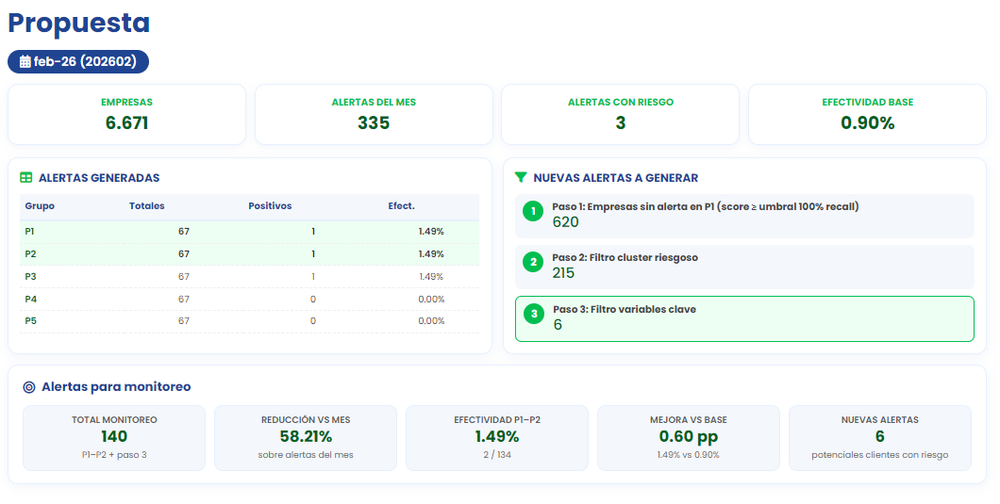 Propuesta
feb-26 (202602)
EMPRESAS
6.671
ALERTAS DEL MES
335
ALERTAS CON RIESGO
3
EFECTIVIDAD BASE
0.90%
ALERTAS GENERADAS
Grupo Totales Positivos Efect.
P1 67 1 1.49%
P2 67 1 1.49%
P3 67 1 1.49%
P4 67 0 0.00%
P5 67 0 0.00%
NUEVAS ALERTAS A GENERAR
1 Paso 1: Empresas sin alerta en P1 (score ≥ umbral 100% recall)
620
2 Paso 2: Filtro cluster riesgoso
215
3 Paso 3: Filtro variables clave
6
Alertas para monitoreo
TOTAL MONITOREO
140
P1–P2 + paso 3
REDUCCIÓN VS MES
58.21%
sobre alertas del mes
EFECTIVIDAD P1–P2
1.49%
2 / 134
MEJORA VS BASE
0.60 pp
1.49% vs 0.90%
NUEVAS ALERTAS
6
potenciales clientes con riesgo